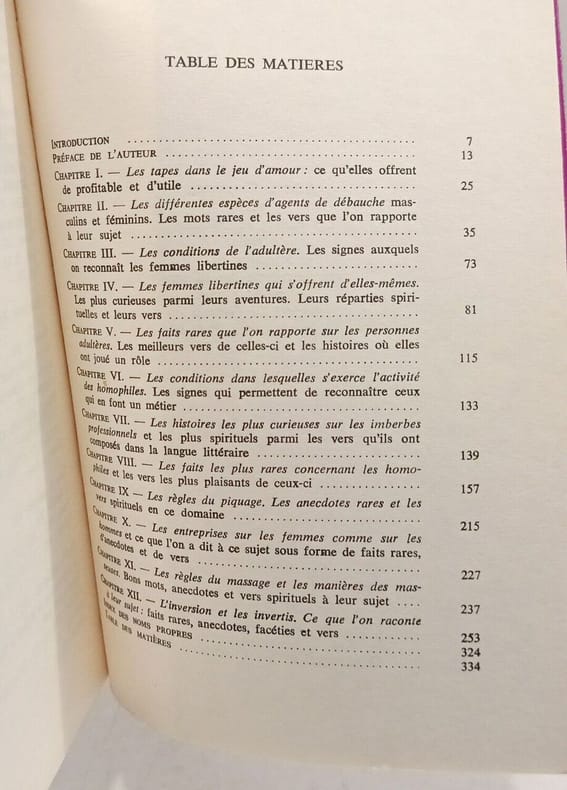 TABLE DES MATIERES
INTRODUCTION ........ 7
PRÉFACE DE L'AUTEUR ........ 13
CHAPITRE I. — Les tapes dans le jeu d'amour : ce qu'elles offrent
de profitable et d'utile ........ 25
CHAPITRE II. — Les différentes espèces d'agents de débauche mas-
culins et féminins. Les mots rares et les vers que l'on rapporte
à leur sujet ........ 35
CHAPITRE III. — Les conditions de l'adultère. Les signes auxquels
on reconnaît les femmes libertines ........ 73
CHAPITRE IV. — Les femmes libertines qui s'offrent d'elles-mêmes.
Les plus curieuses parmi leurs aventures. Leurs réparties spiri-
tuelles et leurs vers ........ 81
CHAPITRE V. — Les faits rares que l'on rapporte sur les personnes
adultères. Les meilleurs vers de celles-ci et les histoires où elles
ont joué un rôle ........ 115
CHAPITRE VI. — Les conditions dans lesquelles s'exerce l'activité
des homophiles. Les signes qui permettent de reconnaître ceux
qui en font un métier ........ 133
CHAPITRE VII. — Les histoires les plus curieuses sur les imberbes
professionnels et les plus spirituels parmi les vers qu'ils ont
composés dans la langue littéraire ........ 139
CHAPITRE VIII. — Les faits les plus rares concernant les homo-
philes et les vers les plus plaisants de ceux-ci ........ 157
CHAPITRE IX — Les règles du piquage. Les anecdotes rares et les
vers spirituels en ce domaine ........ 215
CHAPITRE X. — Les entreprises sur les femmes comme sur les
hommes et ce que l'on a dit à ce sujet sous forme de faits rares,
d'anecdotes et de vers ........ 227
CHAPITRE XI. — Les règles du massage et les manières des mas-
seuses. Bons mots, anecdotes et vers spirituels à leur sujet .... 237
CHAPITRE XII. — L'inversion et les invertis. Ce que l'on raconte
à leur sujet : faits rares, anecdotes, facéties et vers ........ 253
INDEX DES NOMS PROPRES ........ 324
TABLE DES MATIÈRES ........ 334